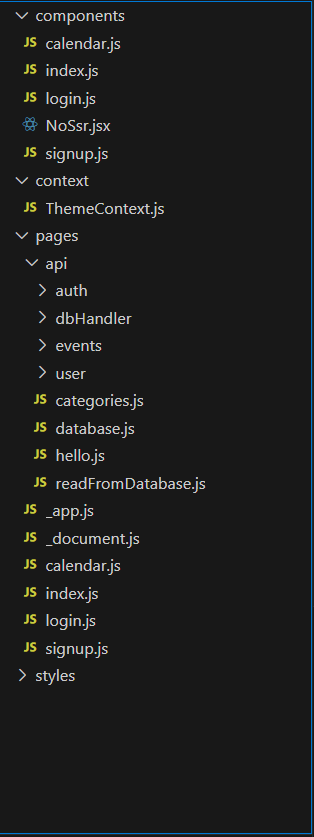 components
JS calendar.js
JS index.js
JS login.js
NoSsr.jsx
JS signup.js
context
JS ThemeContext.js
pages
api
auth
dbHandler
events
user
JS categories.js
JS database.js
JS hello.js
JS readFromDatabase.js
JS _app.js
JS _document.js
JS calendar.js
JS index.js
JS login.js
JS signup.js
styles